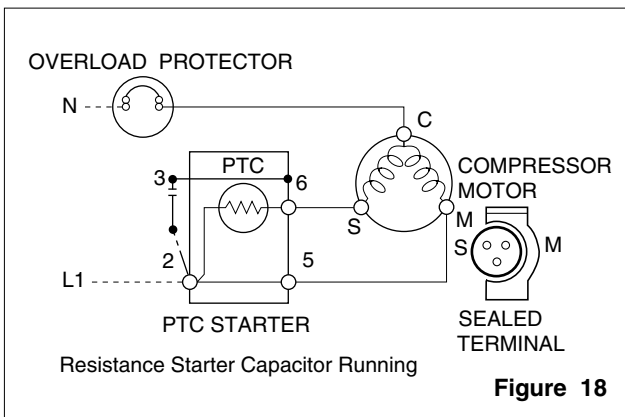 OVERLOAD PROTECTOR
N
C
3
PTC
6
COMPRESSOR
MOTOR
S
M
S
M
2
5
L1
PTC STARTER
SEALED
TERMINAL
Resistance Starter Capacitor Running
Figure 18